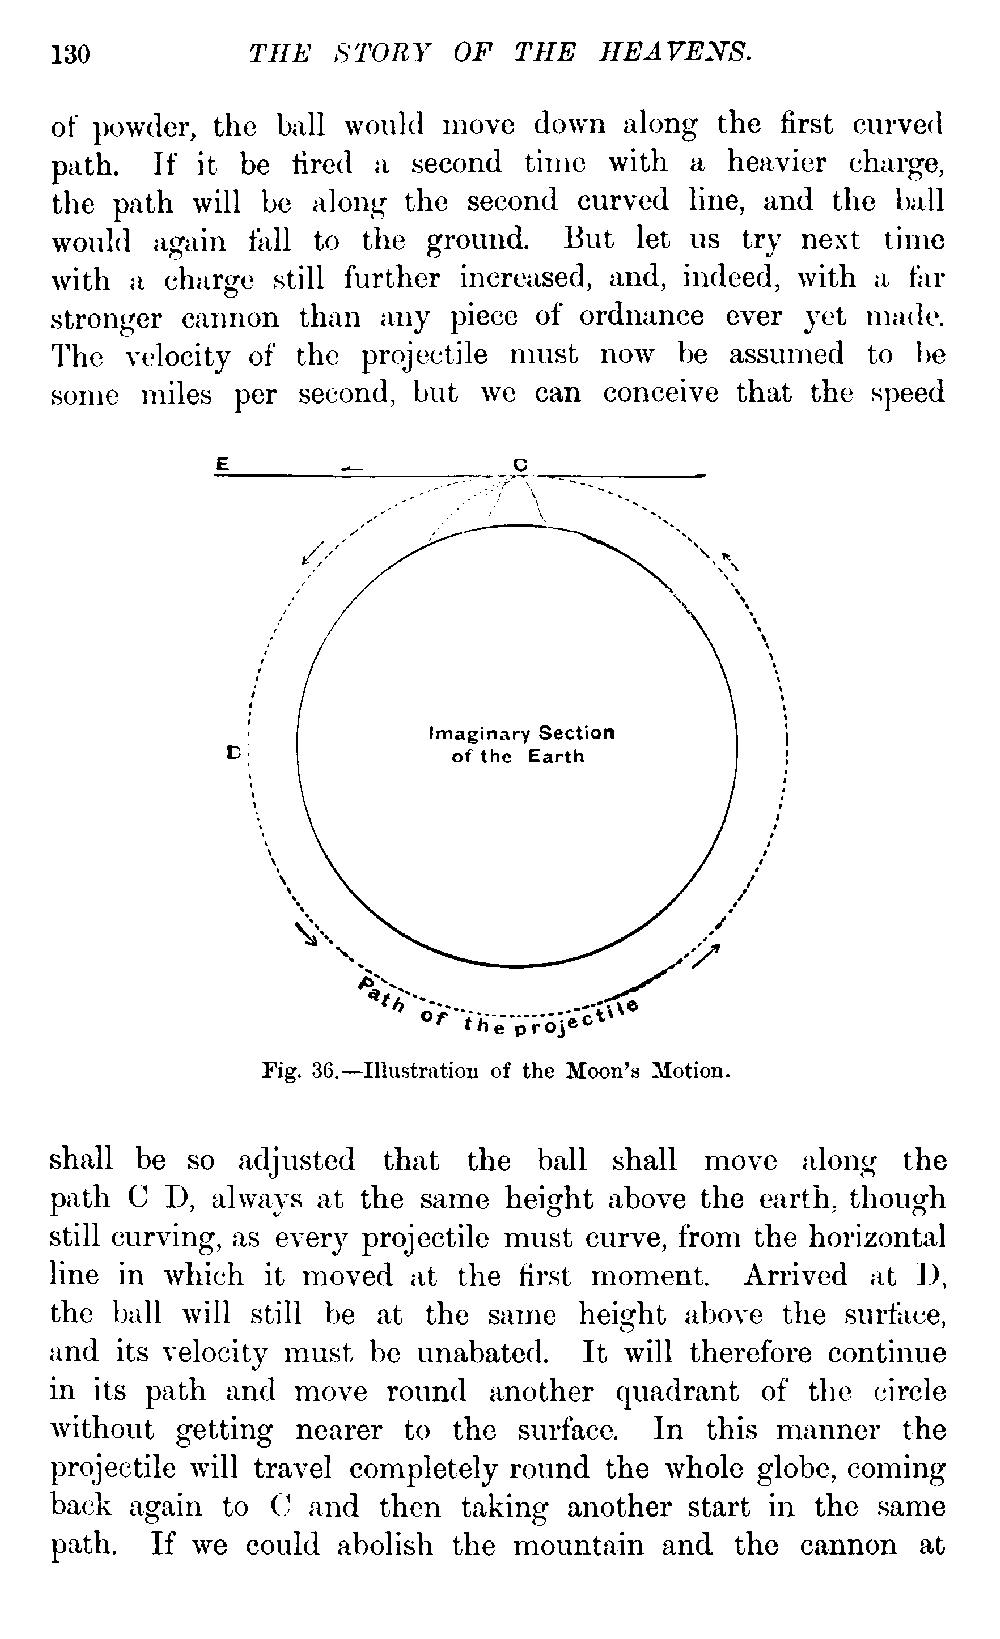 130 THE STORY OF THE HEAVENS.
of powder, the ball would move down along the first curved
path. If it be fired a second time with a heavier charge,
the path will be along the second curved line, and the ball
would again fall to the ground. But let us try next time
with a charge still further increased, and, indeed, with a far
stronger cannon than any piece of ordnance ever yet made.
The velocity of the projectile must now be assumed to be
some miles per second, but we can conceive that the speed
E C
Imaginary Section
D of the Earth
Path of the projectile
Fig. 36.—Illustration of the Moon's Motion.
shall be so adjusted that the ball shall move along the
path C D, always at the same height above the earth, though
still curving, as every projectile must curve, from the horizontal
line in which it moved at the first moment. Arrived at D,
the ball will still be at the same height above the surface,
and its velocity must be unabated. It will therefore continue
in its path and move round another quadrant of the circle
without getting nearer to the surface. In this manner the
projectile will travel completely round the whole globe, coming
back again to C and then taking another start in the same
path. If we could abolish the mountain and the cannon at